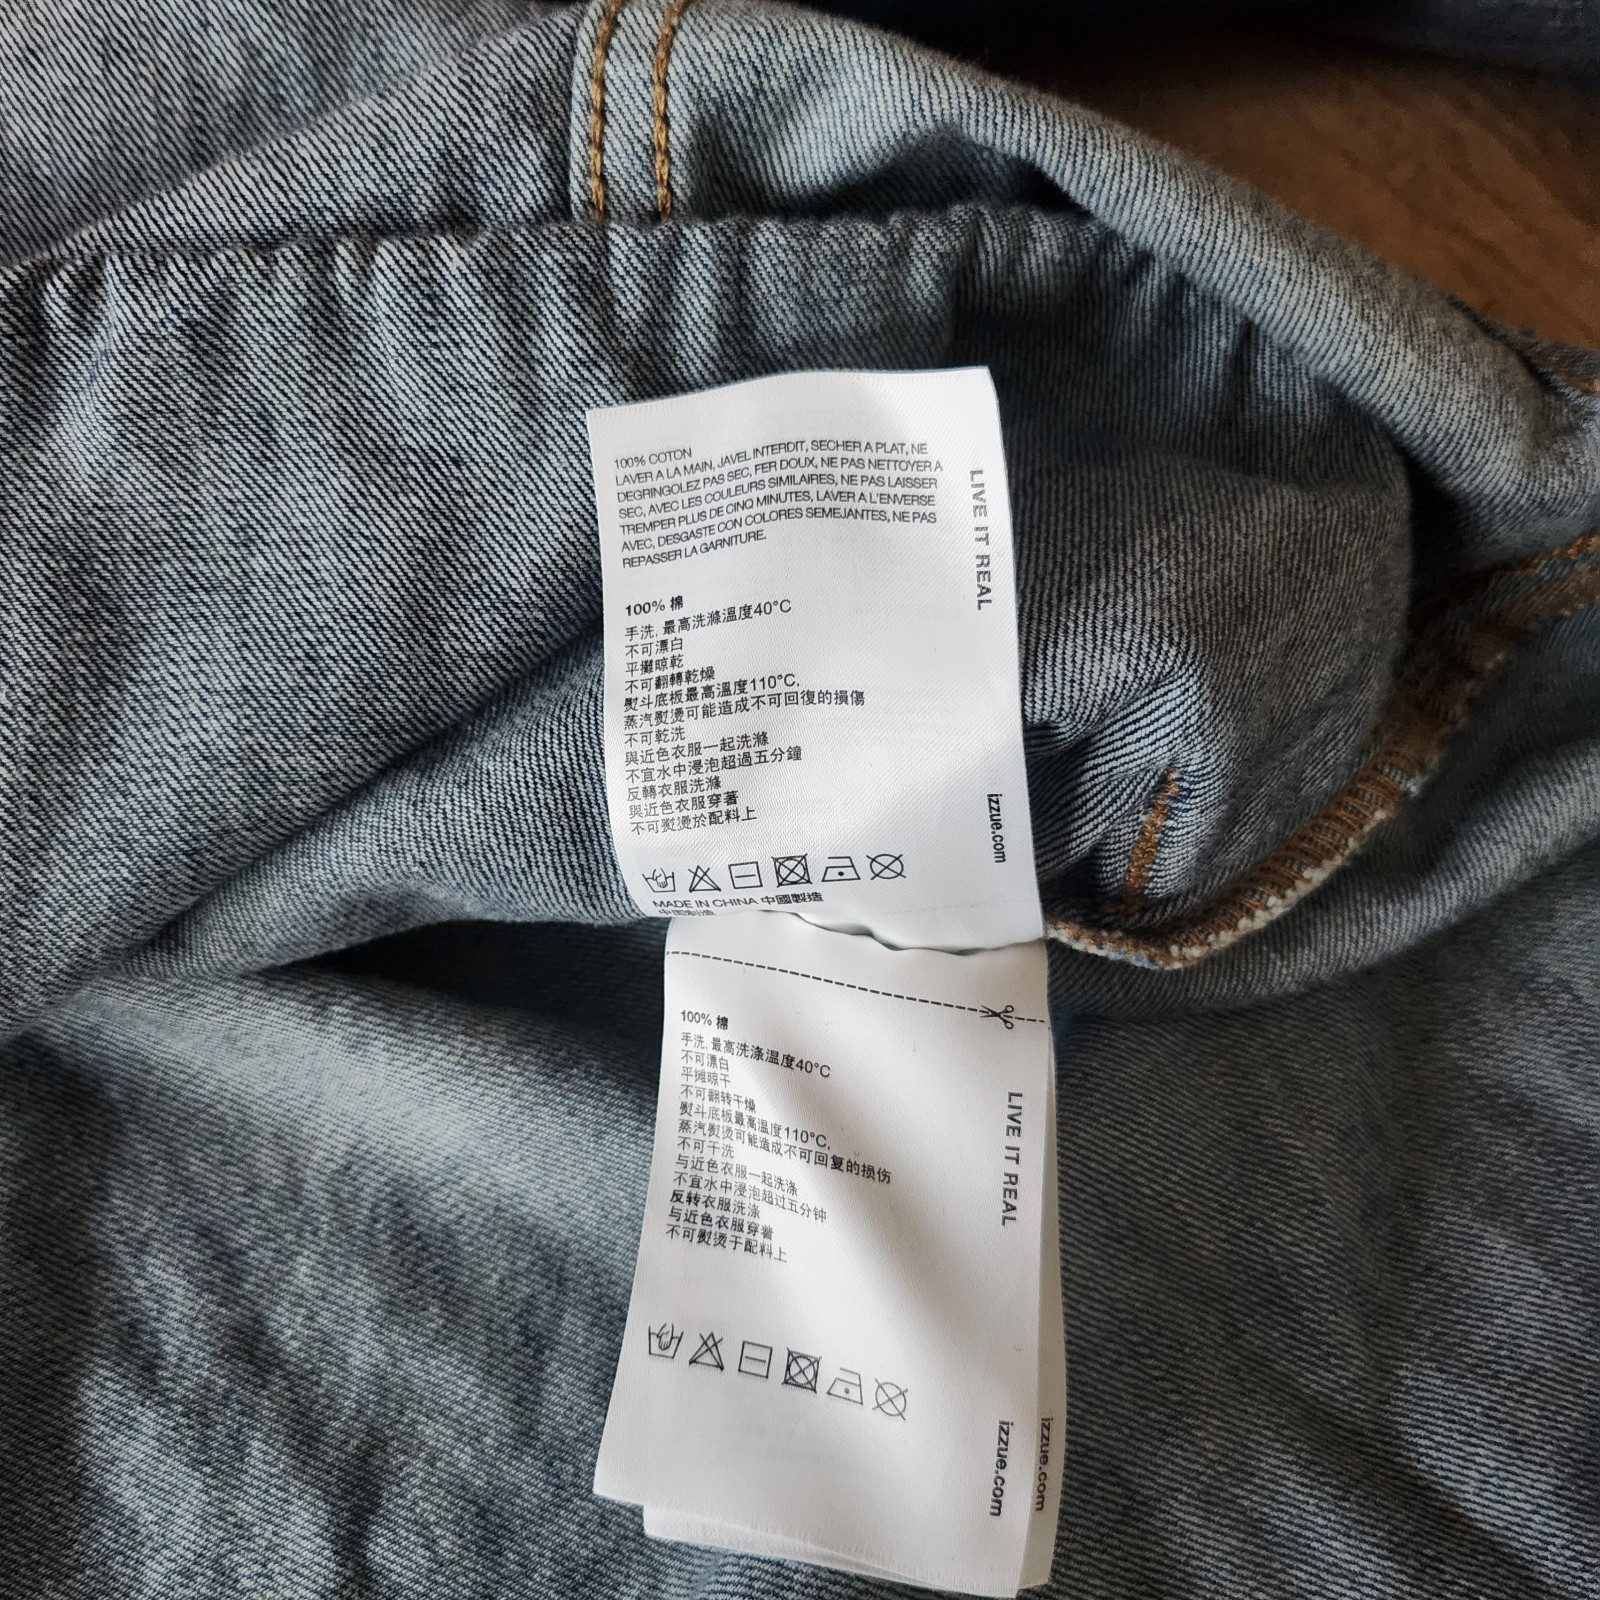 100% COTON
LAVER A LA MAIN, JAVEL INTERDIT, SECHER A PLAT, NE
DEGRINGOLEZ PAS SEC, FER DOUX, NE PAS NETTOYER A
SEC, AVEC LES COULEURS SIMILAIRES, NE PAS LAISSER
TREMPER PLUS DE CINQ MINUTES, LAVER A L'ENVERSE
AVEC, DESGASTE CON COLORES SEMEJANTES, NE PAS
REPASSER LA GARNITURE.
LIVE IT REAL
100% 棉
手洗, 最高洗滌溫度40°C
不可漂白
平攤晾乾
不可翻轉乾燥
熨斗底板最高溫度110°C,
蒸汽熨燙可能造成不可回復的損傷
不可乾洗
與近色衣服一起洗滌
不宜水中浸泡超過五分鐘
反轉衣服洗滌
與近色衣服穿著
不可熨燙於配料上
izzue.com
MADE IN CHINA 中國製造
中国制造
100% 棉
手洗, 最高洗涤温度40°C
不可漂白
平摊晾干
不可翻转干燥
熨斗底板最高温度110°C,
蒸汽熨烫可能造成不可回复的损伤
不可干洗
与近色衣服一起洗涤
不宜水中浸泡超过五分钟
反转衣服洗涤
与近色衣服穿著
不可熨烫于配料上
LIVE IT REAL
izzue.com
izzue.com